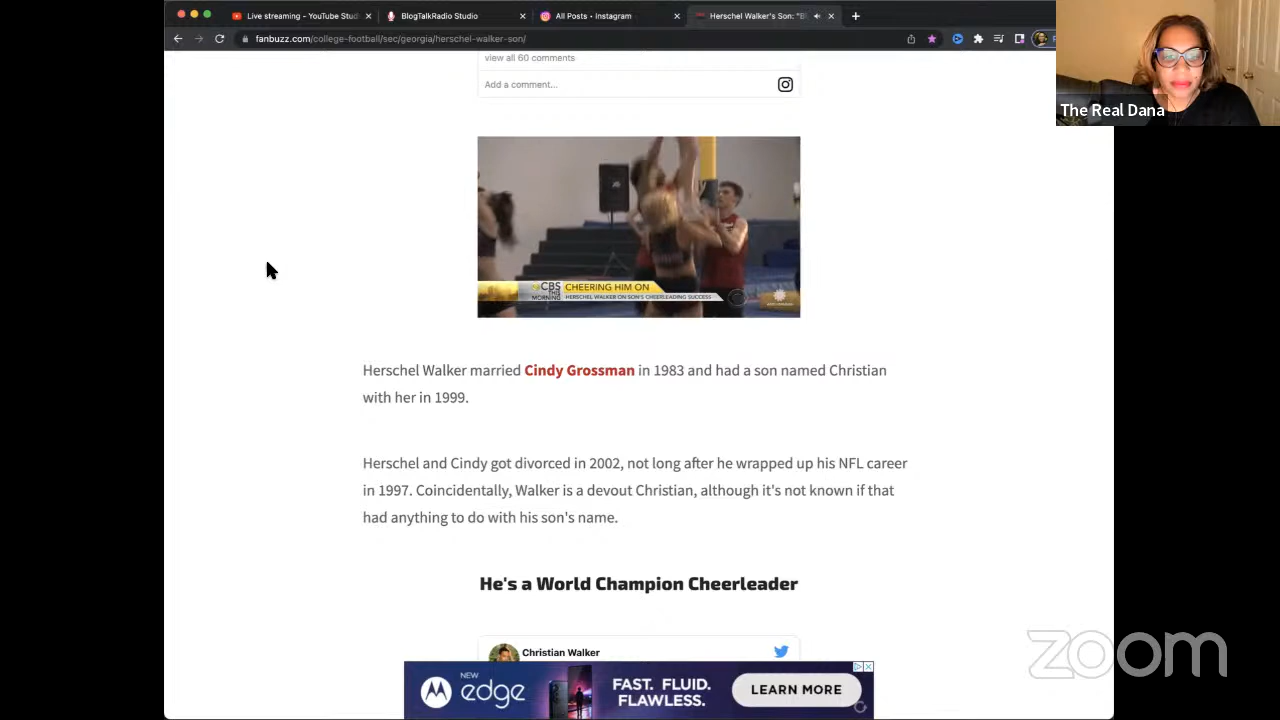 Live streaming - YouTube Stud
BlogTalkRadio Studio
All Posts • Instagram
Herschel Walker's Son: "B
fanbuzz.com/college-football/sec/georgia/herschel-walker-son/
The Real Dana
view all 60 comments
Add a comment...
CBS
THIS
MORNING
CHEERING HIM ON
HERSCHEL WALKER ON SON'S CHEERLEADING SUCCESS
Herschel Walker married Cindy Grossman in 1983 and had a son named Christian
with her in 1999.
Herschel and Cindy got divorced in 2002, not long after he wrapped up his NFL career
in 1997. Coincidentally, Walker is a devout Christian, although it's not known if that
had anything to do with his son's name.
He's a World Champion Cheerleader
Christian Walker
NEW
edge
FAST. FLUID.
FLAWLESS.
LEARN MORE
zoom